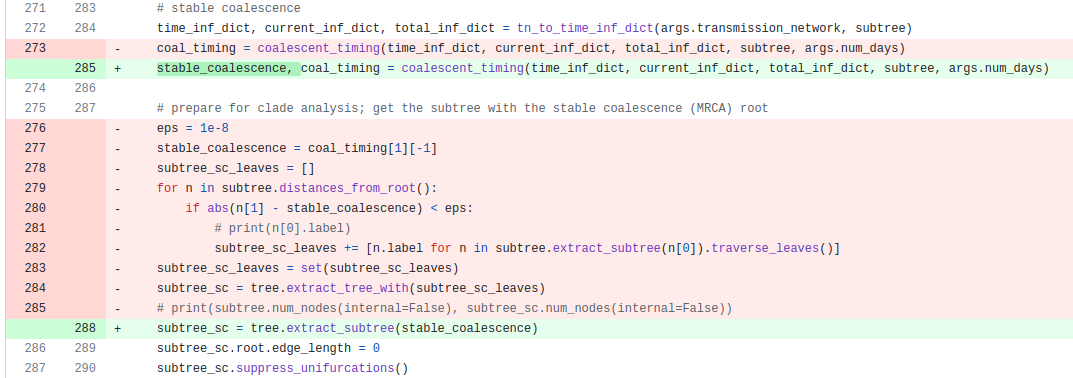 271 283 # stable coalescence
272 284 time_inf_dict, current_inf_dict, total_inf_dict = tn_to_time_inf_dict(args.transmission_network, subtree)
273 - coal_timing = coalescent_timing(time_inf_dict, current_inf_dict, total_inf_dict, subtree, args.num_days)
285 + stable_coalescence, coal_timing = coalescent_timing(time_inf_dict, current_inf_dict, total_inf_dict, subtree, args.num_days)
274 286
275 287 # prepare for clade analysis; get the subtree with the stable coalescence (MRCA) root
276 - eps = 1e-8
277 - stable_coalescence = coal_timing[1][-1]
278 - subtree_sc_leaves = []
279 - for n in subtree.distances_from_root():
280 - if abs(n[1] - stable_coalescence) < eps:
281 - # print(n[0].label)
282 - subtree_sc_leaves += [n.label for n in subtree.extract_subtree(n[0]).traverse_leaves()]
283 - subtree_sc_leaves = set(subtree_sc_leaves)
284 - subtree_sc = tree.extract_tree_with(subtree_sc_leaves)
285 - # print(subtree.num_nodes(internal=False), subtree_sc.num_nodes(internal=False))
288 + subtree_sc = tree.extract_subtree(stable_coalescence)
286 289 subtree_sc.root.edge_length = 0
287 290 subtree_sc.suppress_unifurcations()